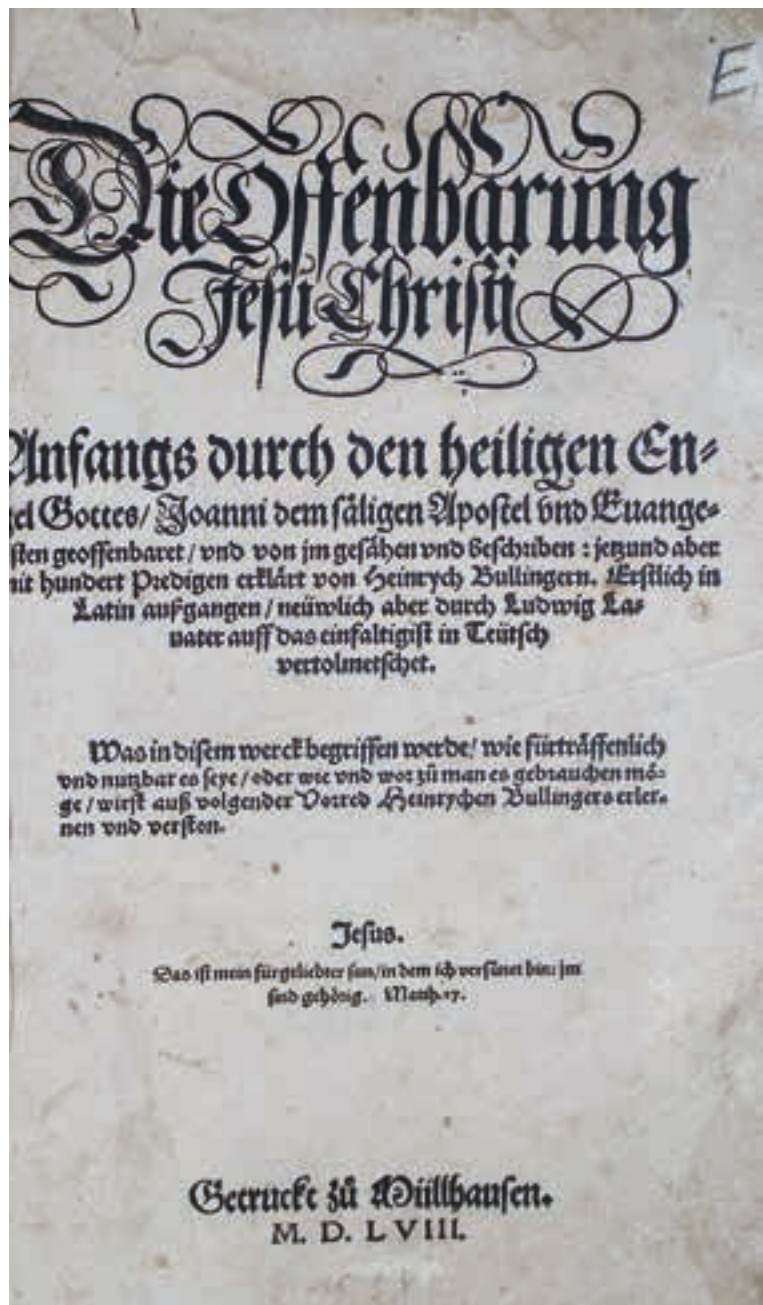 E
Die Offenbarung
Jesu Christi
Anfangs durch den heiligen En⸗
el Gottes/ Joanni dem säligen Apostel vnd Euange⸗
sten geoffenbaret/ vnd von jm gesähen vnd beschriben : jetzund aber
it hundert Predigen erklärt von Heinrych Bullingern. Erstlich in
Latin außgangen/ neüwlich aber durch Ludwig La⸗
uater auff das einfaltigist in Teütsch
vertolmetschet.
Was in disem werck begriffen werde/ wie fürträffenlich
vnd nutzbar es seye/ oder wie vnd wor zů man es gebrauchen mö⸗
ge/ wirst auß volgender Vorred Heinrychen Bullingers erler⸗
nen vnd verston.
Jesus.
Das ist mein fürgeliebter sun/ in dem ich versünet bin: jm
sind gehörig. Matth. 17.
Getruckt zů Müllhausen.
M. D. LVIII.